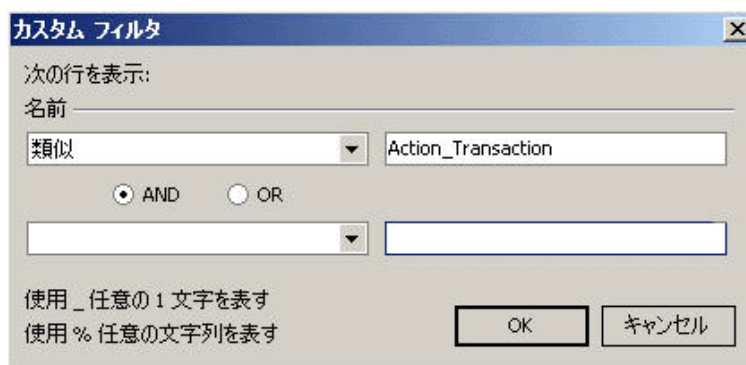 カスタム フィルタ
次の行を表示:
名前
類似 Action_Transaction
AND OR
使用 _ 任意の 1 文字を表す
使用 % 任意の文字列を表す
OK キャンセル